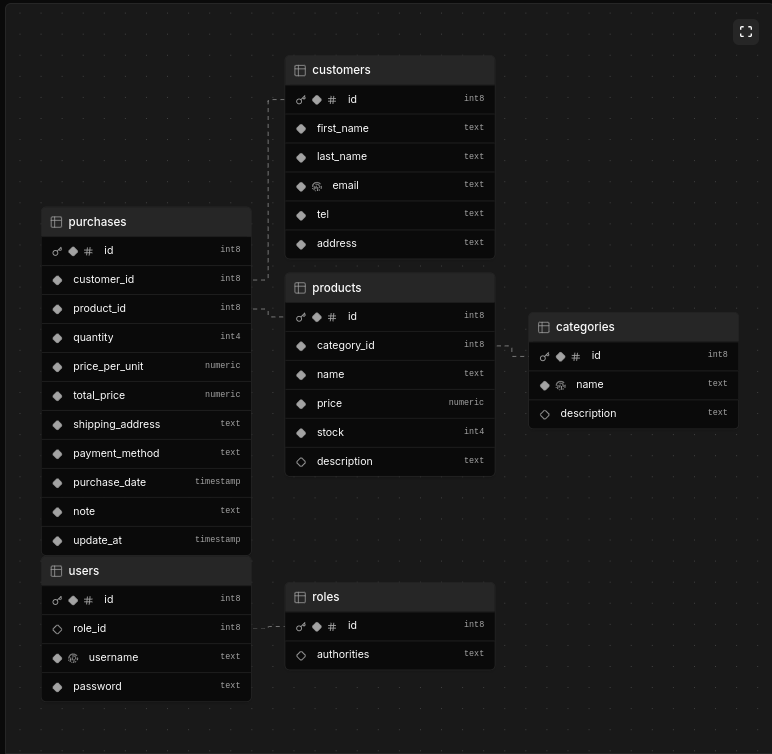 customers
id int8
first_name text
last_name text
email text
tel text
address text
purchases
id int8
customer_id int8
product_id int8
quantity int4
price_per_unit numeric
total_price numeric
shipping_address text
payment_method text
purchase_date timestamp
note text
update_at timestamp
products
id int8
category_id int8
name text
price numeric
stock int4
description text
categories
id int8
name text
description text
users
id int8
role_id int8
username text
password text
roles
id int8
authorities text